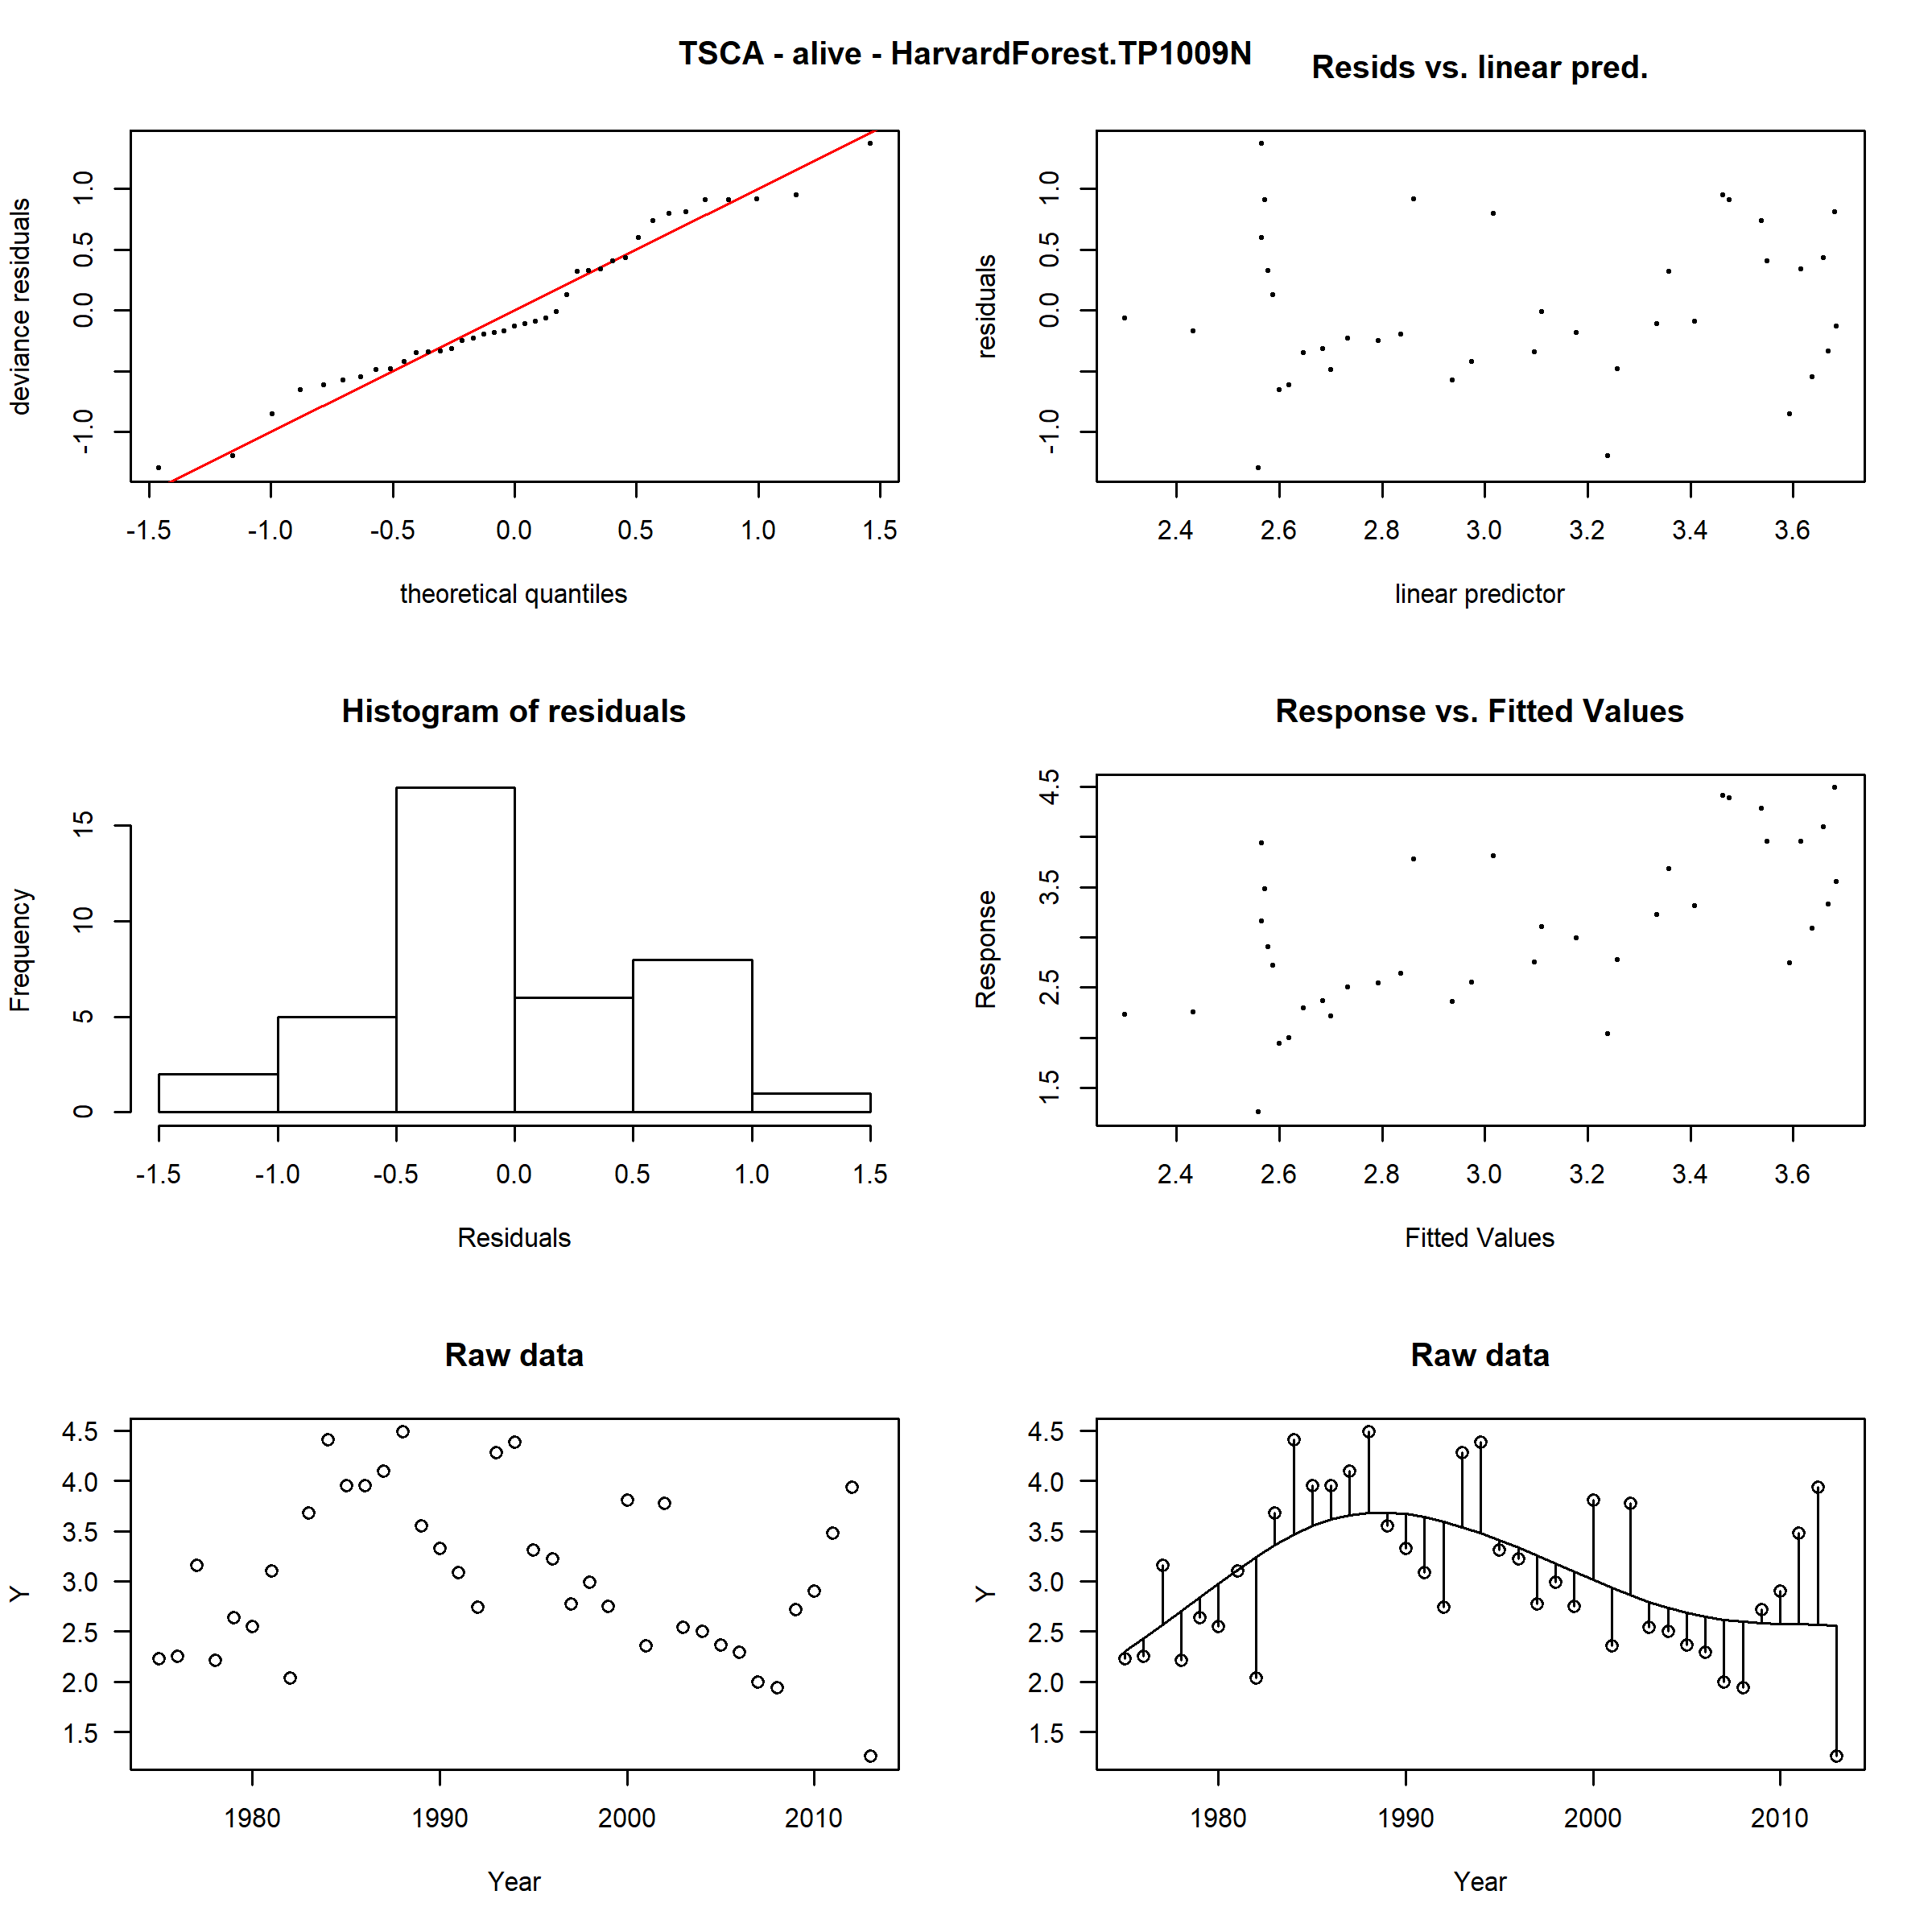 TSCA - alive - HarvardForest.TP1009N
Resids vs. linear pred.
deviance residuals
-1.0 0.0 0.5 1.0
-1.5 -1.0 -0.5 0.0 0.5 1.0 1.5
theoretical quantiles
residuals
-1.0 0.0 0.5 1.0
2.4 2.6 2.8 3.0 3.2 3.4 3.6
linear predictor
Histogram of residuals
Frequency
0 5 10 15
-1.5 -1.0 -0.5 0.0 0.5 1.0 1.5
Residuals
Response vs. Fitted Values
Response
1.5 2.5 3.5 4.5
2.4 2.6 2.8 3.0 3.2 3.4 3.6
Fitted Values
Raw data
Y
4.5
4.0
3.5
3.0
2.5
2.0
1.5
1980 1990 2000 2010
Year
Raw data
Y
4.5
4.0
3.5
3.0
2.5
2.0
1.5
1980 1990 2000 2010
Year